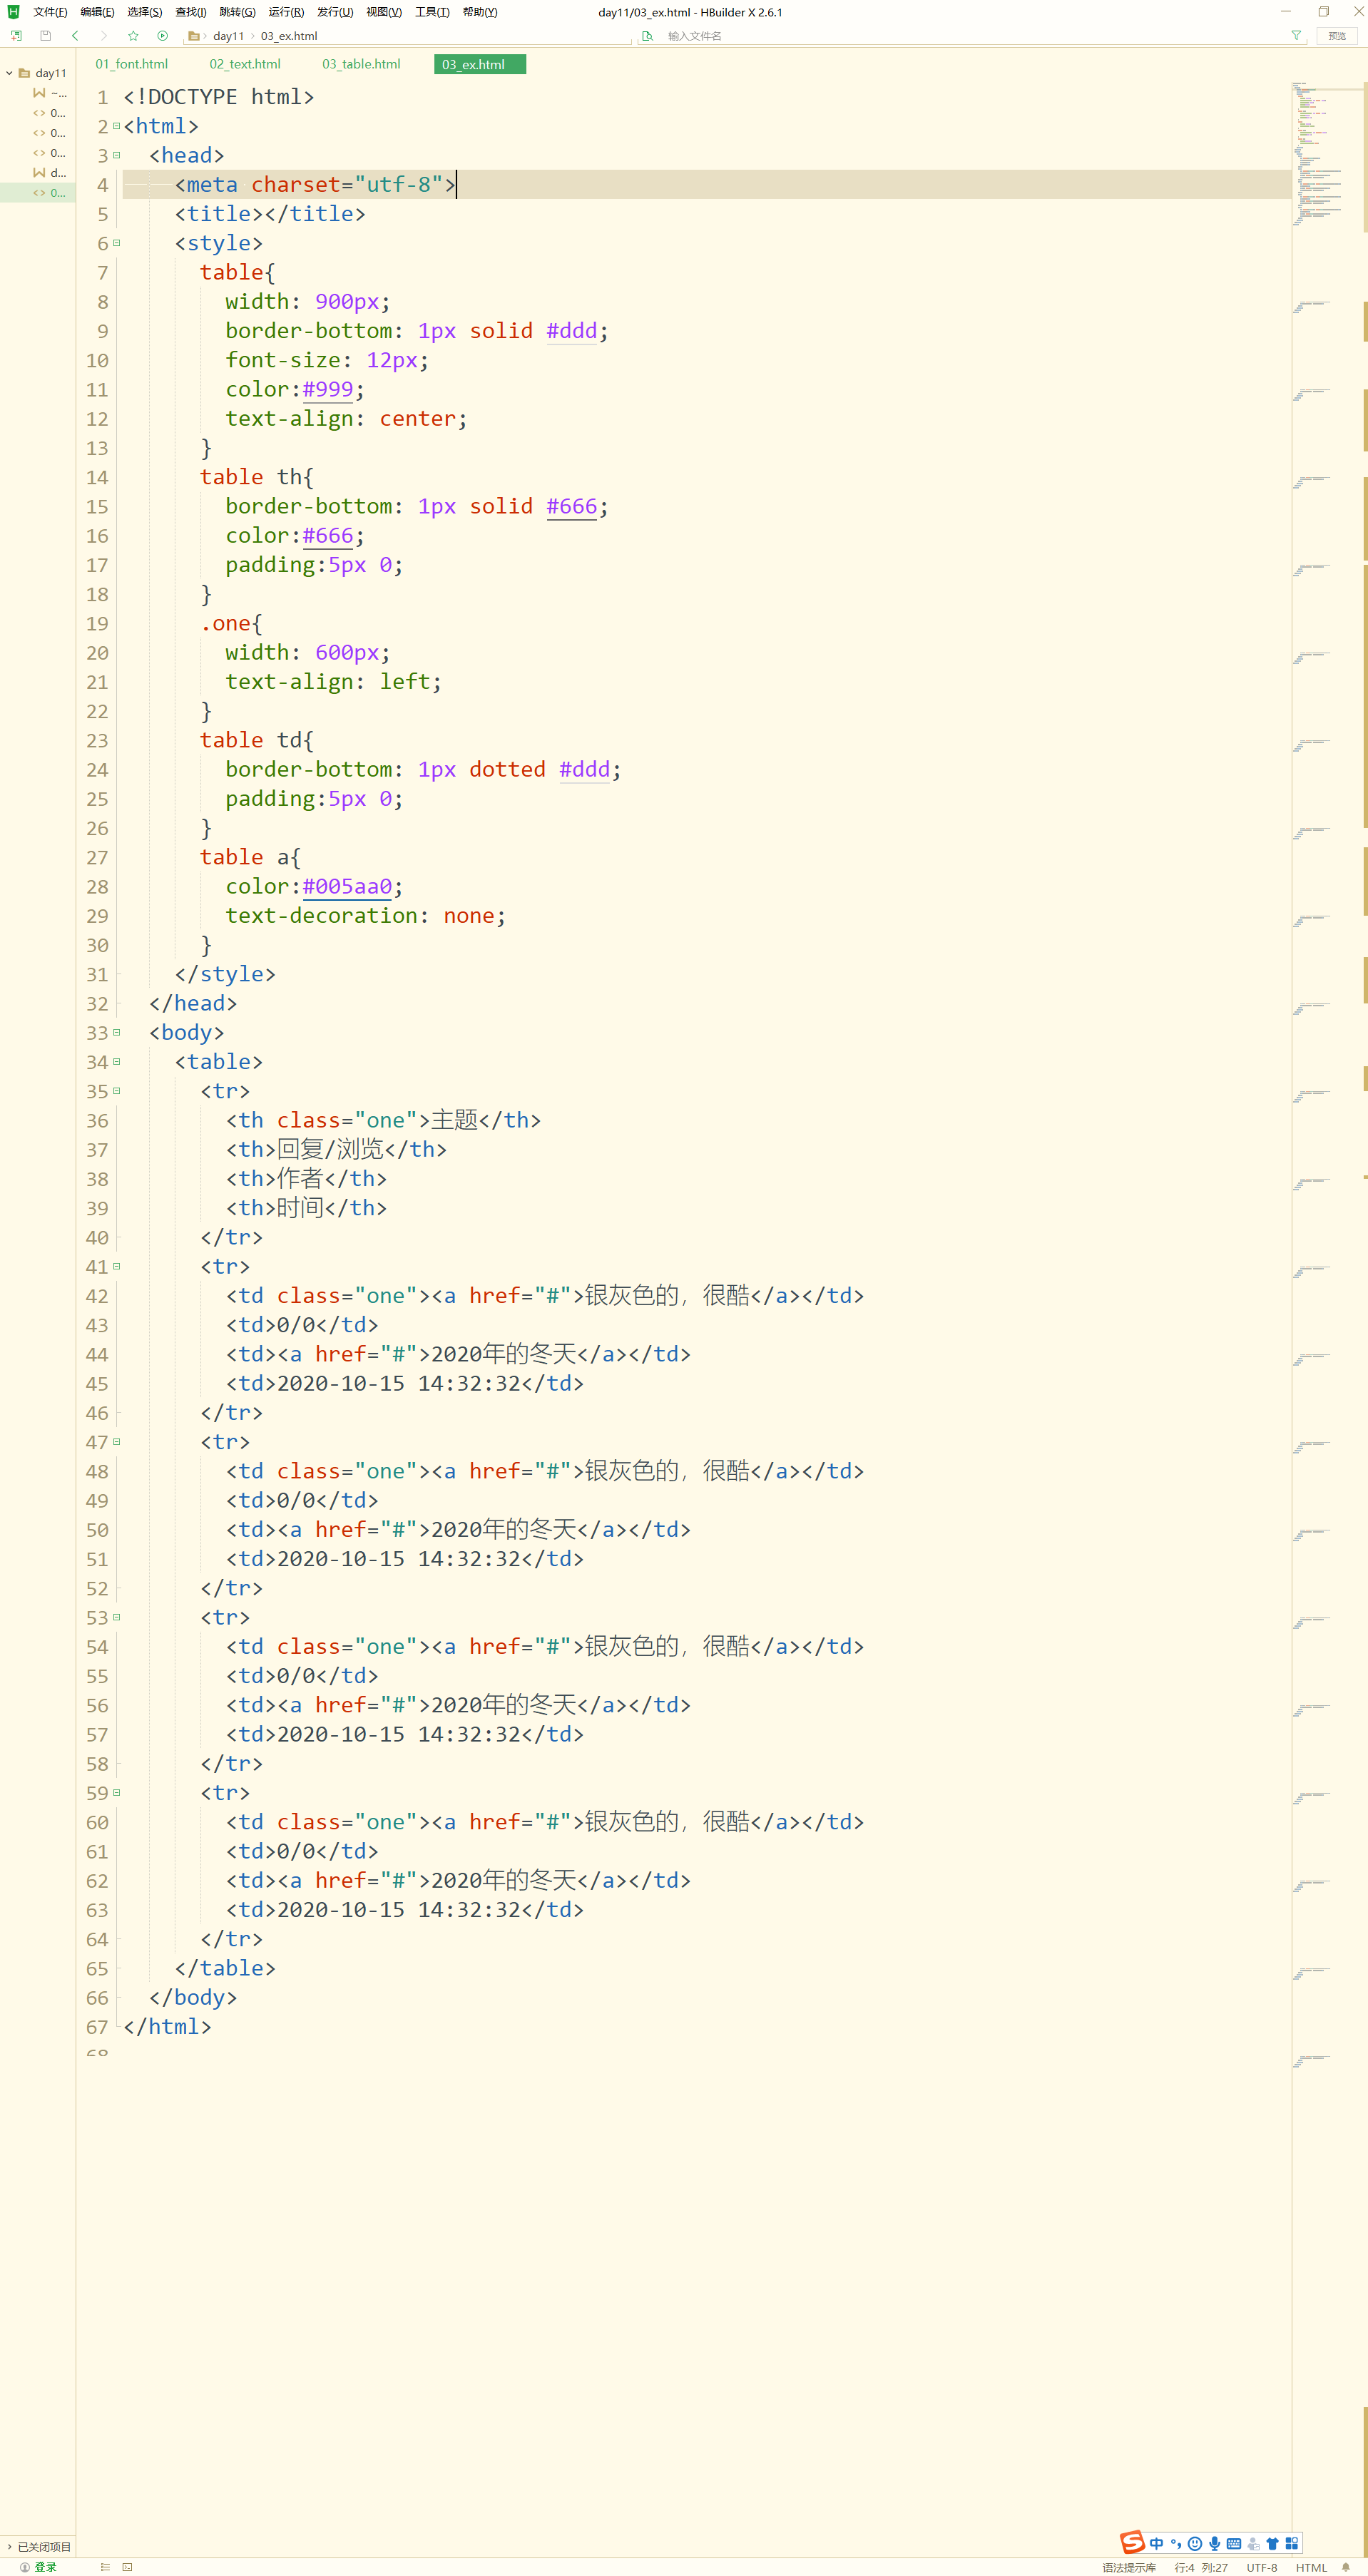 文件(F) 编辑(E) 选择(S) 查找(I) 跳转(G) 运行(R) 发行(U) 视图(V) 工具(T) 帮助(Y) day11/03_ex.html - HBuilder X 2.6.1
day11 03_ex.html 输入文件名 预览
day11
~...
0...
0...
0...
d...
0...
01_font.html 02_text.html 03_table.html 03_ex.html
1 <!DOCTYPE html>
2 <html>
3 <head>
4 <meta charset="utf-8">
5 <title></title>
6 <style>
7 table{
8 width: 900px;
9 border-bottom: 1px solid #ddd;
10 font-size: 12px;
11 color:#999;
12 text-align: center;
13 }
14 table th{
15 border-bottom: 1px solid #666;
16 color:#666;
17 padding:5px 0;
18 }
19 .one{
20 width: 600px;
21 text-align: left;
22 }
23 table td{
24 border-bottom: 1px dotted #ddd;
25 padding:5px 0;
26 }
27 table a{
28 color:#005aa0;
29 text-decoration: none;
30 }
31 </style>
32 </head>
33 <body>
34 <table>
35 <tr>
36 <th class="one">主题</th>
37 <th>回复/浏览</th>
38 <th>作者</th>
39 <th>时间</th>
40 </tr>
41 <tr>
42 <td class="one"><a href="#">银灰色的，很酷</a></td>
43 <td>0/0</td>
44 <td><a href="#">2020年的冬天</a></td>
45 <td>2020-10-15 14:32:32</td>
46 </tr>
47 <tr>
48 <td class="one"><a href="#">银灰色的，很酷</a></td>
49 <td>0/0</td>
50 <td><a href="#">2020年的冬天</a></td>
51 <td>2020-10-15 14:32:32</td>
52 </tr>
53 <tr>
54 <td class="one"><a href="#">银灰色的，很酷</a></td>
55 <td>0/0</td>
56 <td><a href="#">2020年的冬天</a></td>
57 <td>2020-10-15 14:32:32</td>
58 </tr>
59 <tr>
60 <td class="one"><a href="#">银灰色的，很酷</a></td>
61 <td>0/0</td>
62 <td><a href="#">2020年的冬天</a></td>
63 <td>2020-10-15 14:32:32</td>
64 </tr>
65 </table>
66 </body>
67 </html>
68
已关闭项目
中
登录 语法提示库 行:4 列:27 UTF-8 HTML